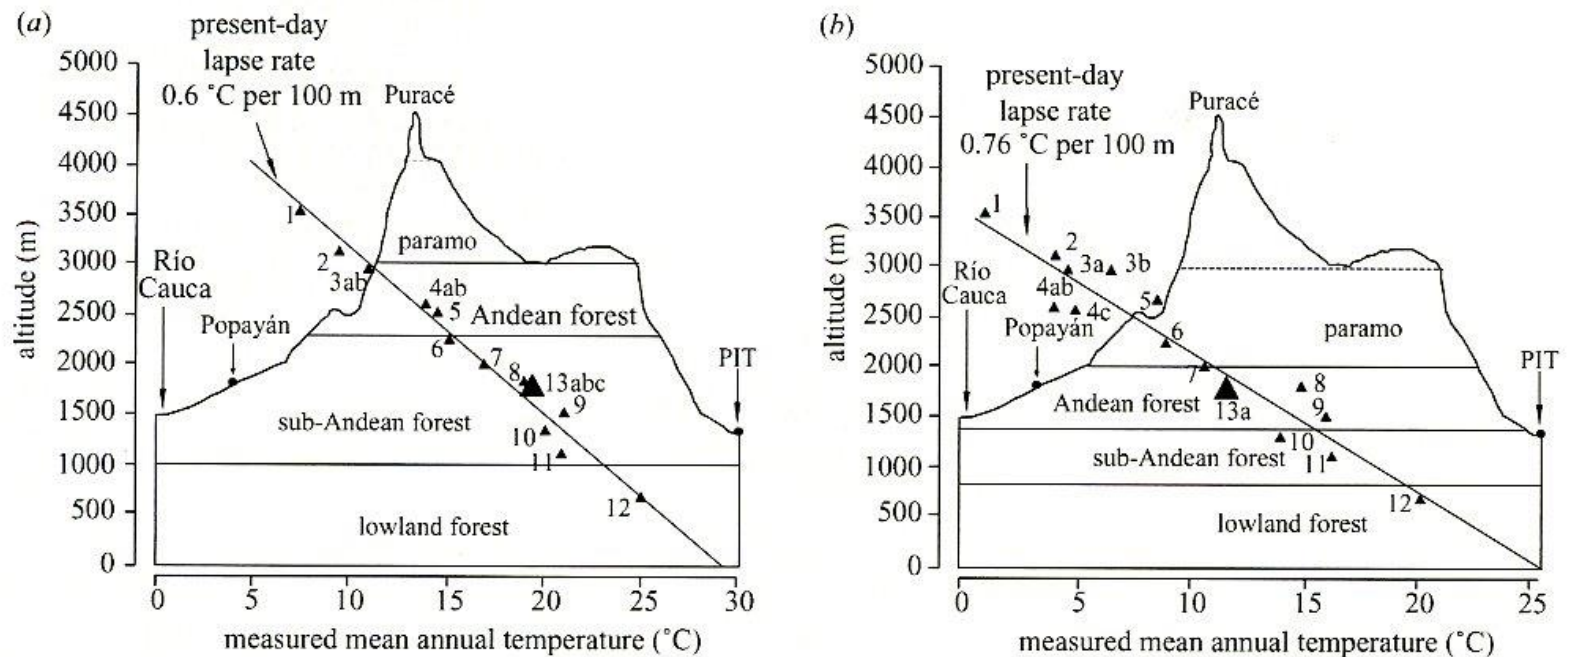 (a)
present-day
lapse rate
0.6 ˚C per 100 m
Puracé
5000
4500
4000
3500
3000
2500
2000
1500
1000
500
0
altitude (m)
Río
Cauca
Popayán
PIT
paramo
Andean forest
sub-Andean forest
lowland forest
1
2
3ab
4ab
5
6
7
8
13abc
9
10
11
12
0
5
10
15
20
25
30
measured mean annual temperature (˚C)
(b)
present-day
lapse rate
0.76 ˚C per 100 m
Puracé
5000
4500
4000
3500
3000
2500
2000
1500
1000
500
0
altitude (m)
Río
Cauca
Popayán
PIT
paramo
Andean forest
sub-Andean forest
lowland forest
1
2
3a
3b
4ab
4c
5
6
7
8
13a
9
10
11
12
0
5
10
15
20
25
measured mean annual temperature (˚C)